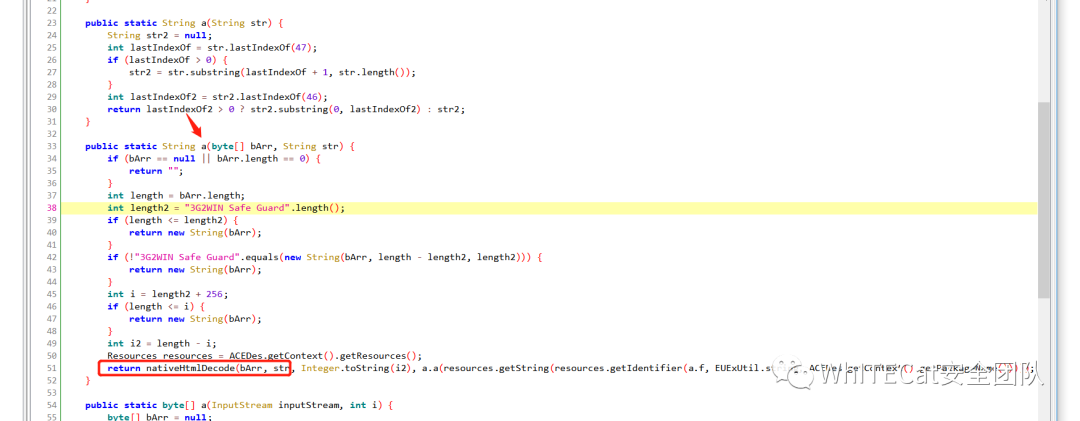 22
23 public static String a(String str) {
24 String str2 = null;
25 int lastIndexOf = str.lastIndexOf(47);
26 if (lastIndexOf > 0) {
27 str2 = str.substring(lastIndexOf + 1, str.length());
28 }
29 int lastIndexOf2 = str2.lastIndexOf(46);
30 return lastIndexOf2 > 0 ? str2.substring(0, lastIndexOf2) : str2;
31 }
32
33 public static String a(byte[] bArr, String str) {
34 if (bArr == null || bArr.length == 0) {
35 return "";
36 }
37 int length = bArr.length;
38 int length2 = "3G2WIN Safe Guard".length();
39 if (length <= length2) {
40 return new String(bArr);
41 }
42 if (!"3G2WIN Safe Guard".equals(new String(bArr, length - length2, length2))) {
43 return new String(bArr);
44 }
45 int i = length2 + 256;
46 if (length <= i) {
47 return new String(bArr);
48 }
49 int i2 = length - i;
50 Resources resources = ACEDes.getContext().getResources();
51 return nativeHtmlDecode(bArr, str, Integer.toString(i2), a.a(resources.getString(resources.getIdentifier(a.f, EUExUtil.
52 }
53
54 public static byte[] a(InputStream inputStream, int i) {
55 byte[] bArr = null;
WhITECat安全团队